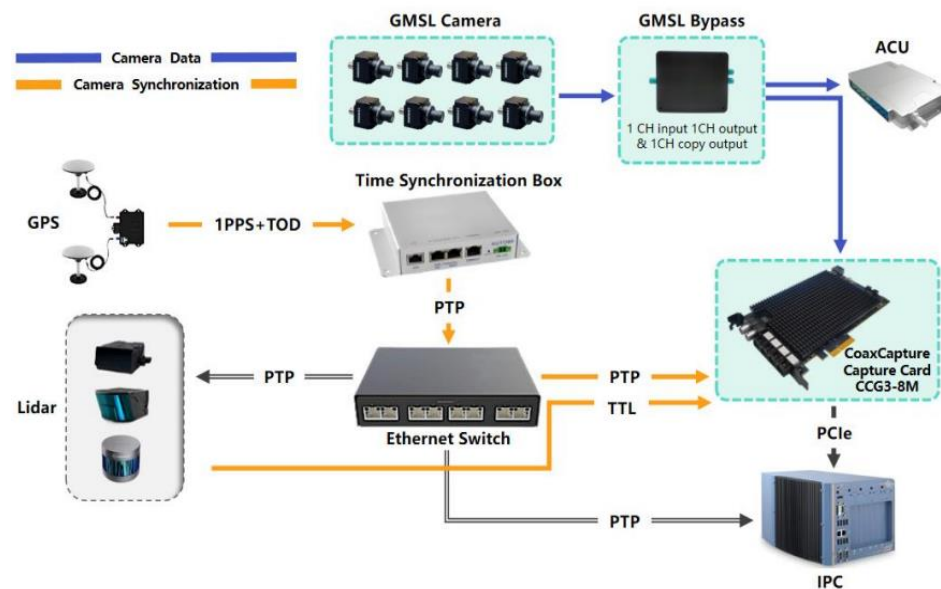 GMSL Camera
GMSL Bypass
ACU
Camera Data
Camera Synchronization
1 CH input 1CH output
& 1CH copy output
Time Synchronization Box
GPS
1PPS+TOD
PTP
CoaxCapture
Capture Card
CCG3-8M
PTP
PTP
Lidar
TTL
Ethernet Switch
PCIe
PTP
IPC